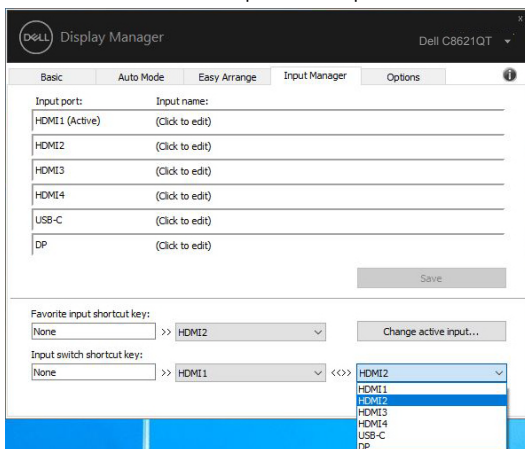 DELL Display Manager
x
Dell C8621QT
Basic Auto Mode Easy Arrange Input Manager Options i
Input port: Input name:
HDMI1 (Active) (Click to edit)
HDMI2 (Click to edit)
HDMI3 (Click to edit)
HDMI4 (Click to edit)
USB-C (Click to edit)
DP (Click to edit)
Save
Favorite input shortcut key:
None >> HDMI2 Change active input...
Input switch shortcut key:
None >> HDMI1 <<>> HDMI2
HDMI1
HDMI2
HDMI3
HDMI4
USB-C
DP